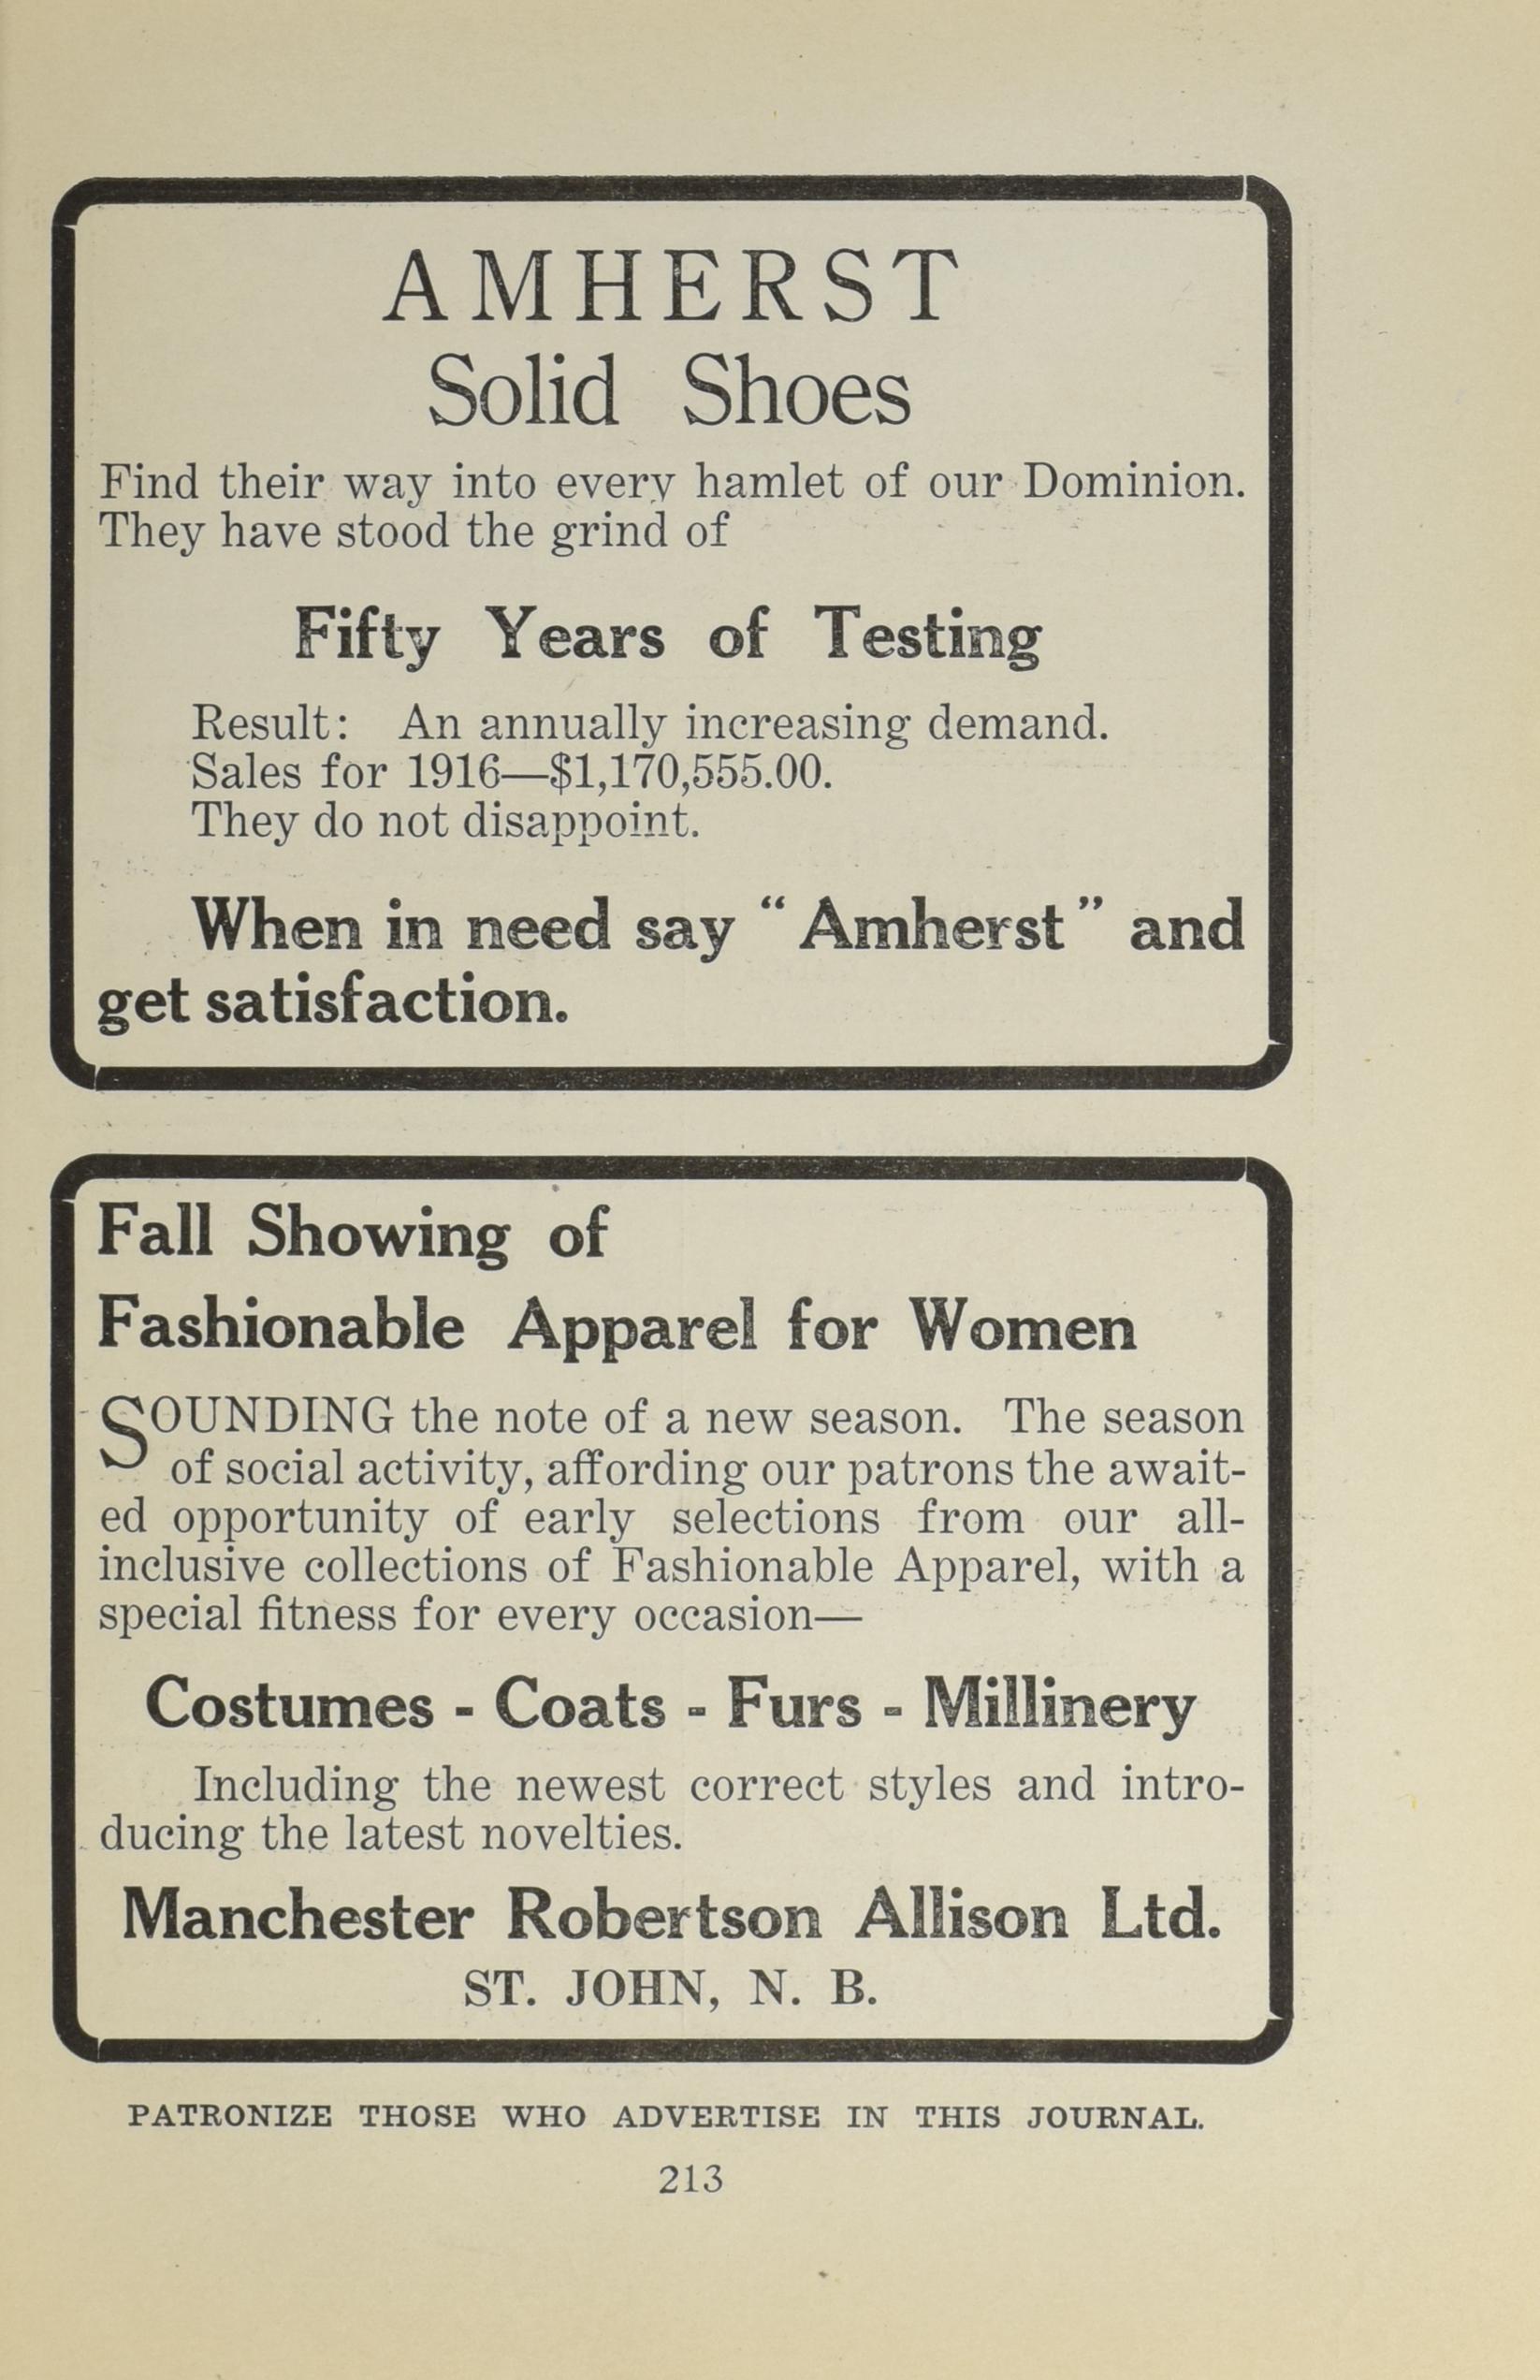 AMHERST
Solid Shoes
Find their way into every hamlet of our Dominion.
They have stood the grind of
Fifty Years of Testing
Result: An annually increasing demand.
Sales for 1916—$1,170,555.00.
They do not disappoint.
When in need say “Amherst” and
get satisfaction.
Fall Showing of
Fashionable Apparel for Women
SOUNDING the note of a new season. The season
of social activity, affording our patrons the await-
ed opportunity of early selections from our all-
inclusive collections of Fashionable Apparel, with a
special fitness for every occasion—
Costumes - Coats - Furs - Millinery
Including the newest correct styles and intro-
ducing the latest novelties.
Manchester Robertson Allison Ltd.
ST. JOHN, N. B.
PATRONIZE THOSE WHO ADVERTISE IN THIS JOURNAL.
213